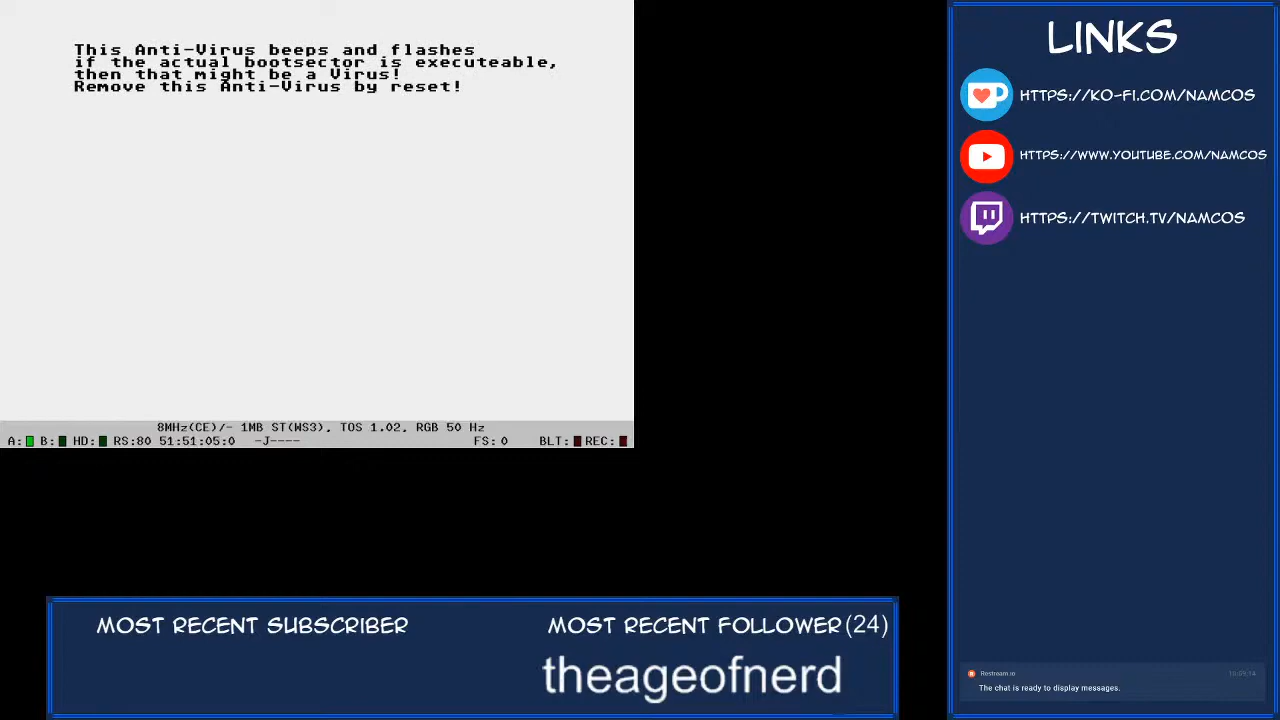 This Anti-Virus beeps and flashes
if the actual bootsector is executeable,
then that might be a Virus!
Remove this Anti-Virus by reset!
8MHz(CE)/- 1MB ST(WS3), TOS 1.02, RGB 50 Hz
A: B: HD: RS:80 51:51:05:0 -J---- FS: 0 BLT: REC:
LINKS
HTTPS://KO-FI.COM/NAMCOS
HTTPS://WWW.YOUTUBE.COM/NAMCOS
HTTPS://TWITCH.TV/NAMCOS
MOST RECENT SUBSCRIBER
MOST RECENT FOLLOWER (24)
theageofnerd
Restream.io
The chat is ready to display messages.